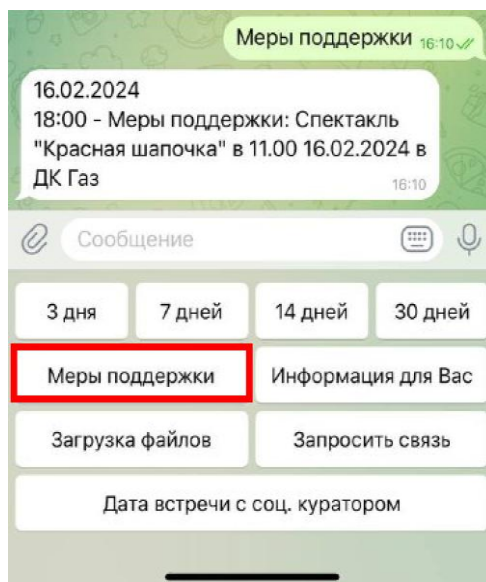 Меры поддержки 16:10
16.02.2024
18:00 - Меры поддержки: Спектакль
"Красная шапочка" в 11.00 16.02.2024 в
ДК Газ
16:10
Сообщение
3 дня 7 дней 14 дней 30 дней
Меры поддержки Информация для Вас
Загрузка файлов Запросить связь
Дата встречи с соц. куратором